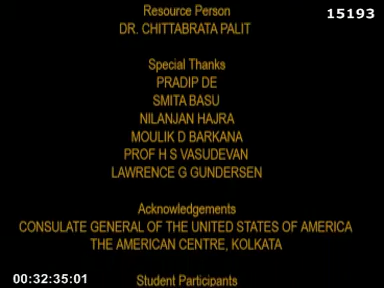 Resource Person
15193
DR. CHITTABRATA PALIT
Special Thanks
PRADIP DE
SMITA BASU
NILANJAN HAJRA
MOULIK D BARKANA
PROF H S VASUDEVAN
LAWRENCE G GUNDERSEN
Acknowledgements
CONSULATE GENERAL OF THE UNITED STATES OF AMERICA
THE AMERICAN CENTRE, KOLKATA
00:32:35:01
Student Participants